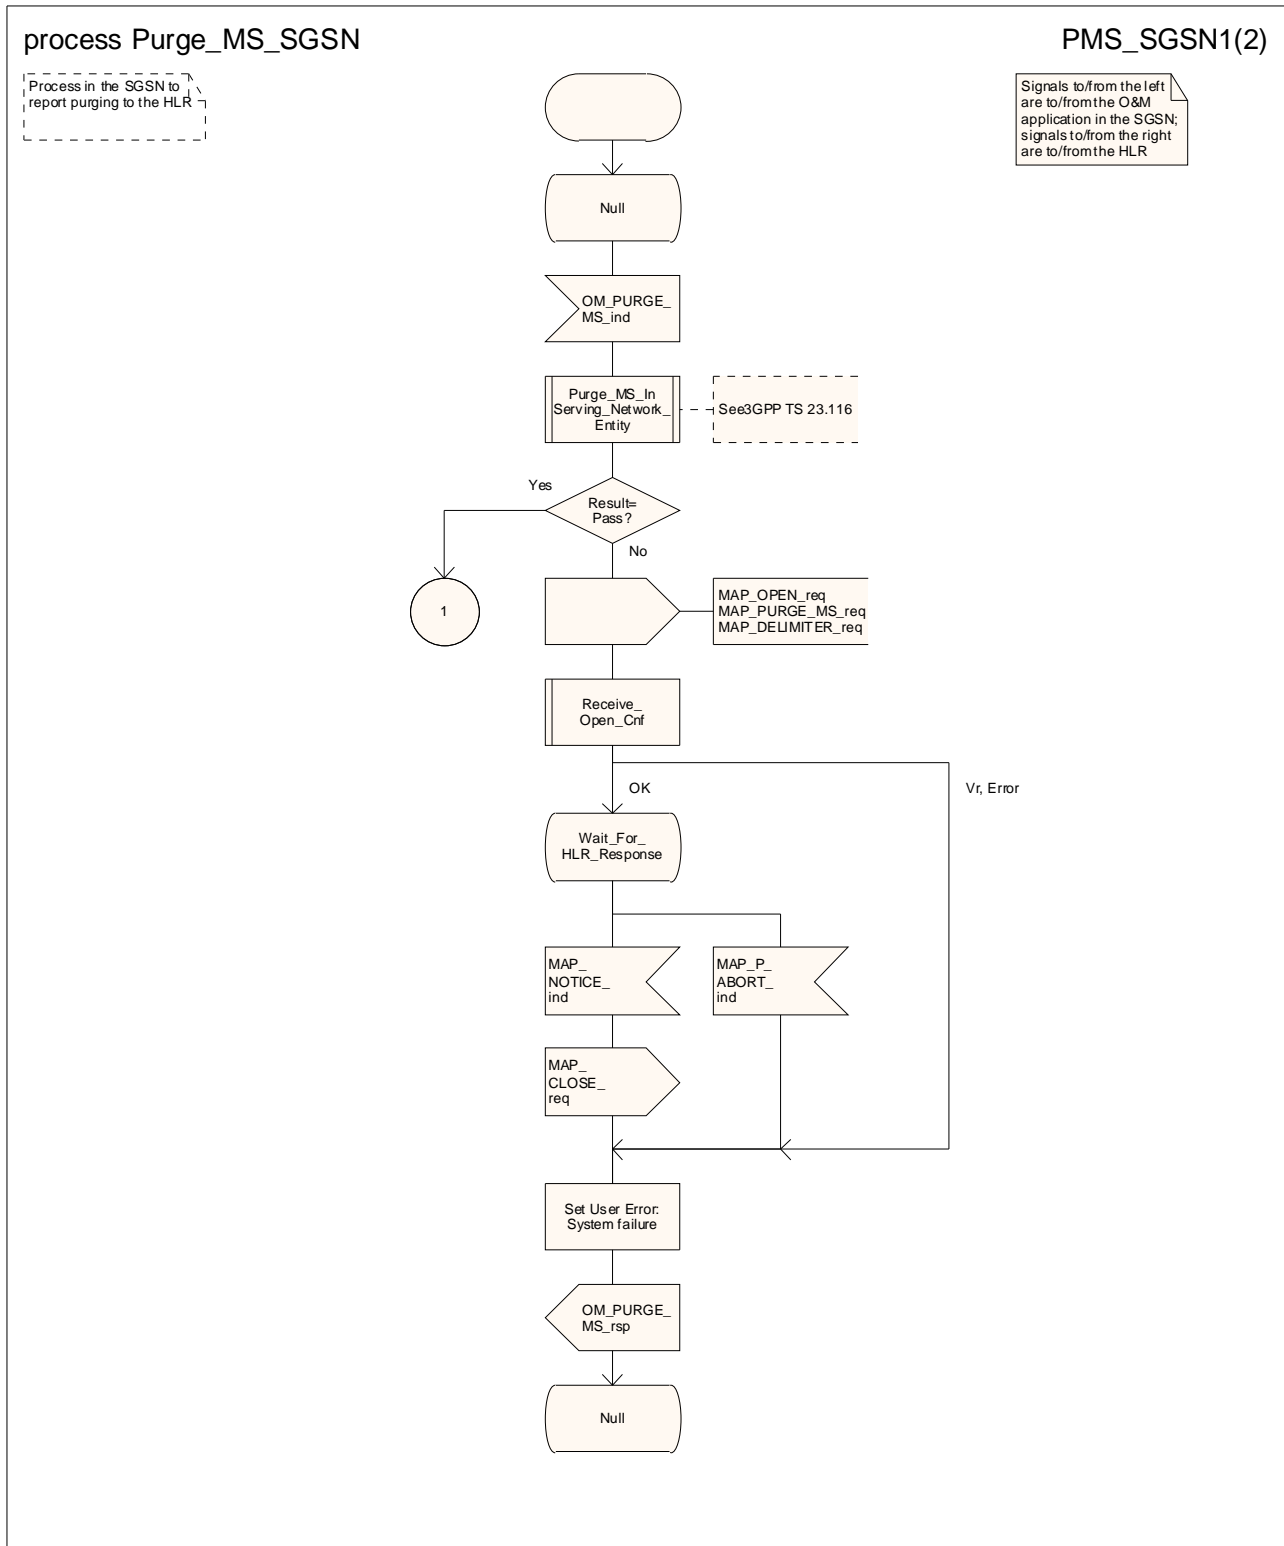 process Purge_MS_SGSN
PMS_SGSN1(2)
Process in the SGSN to
report purging to the HLR
Signals to/from the left
are to/from the O&M
application in the SGSN;
signals to/from the right
are to/from the HLR
Null
OM_PURGE_
MS_ind
Purge_MS_In
Serving_Network_
Entity
See3GPP TS 23.116
Yes
Result=
Pass?
No
1
MAP_OPEN_req
MAP_PURGE_MS_req
MAP_DELIMITER_req
Receive_
Open_Cnf
OK
Vr, Error
Wait_For_
HLR_Response
MAP_
NOTICE_
ind
MAP_P_
ABORT_
ind
MAP_
CLOSE_
req
Set User Error:
System failure
OM_PURGE_
MS_rsp
Null